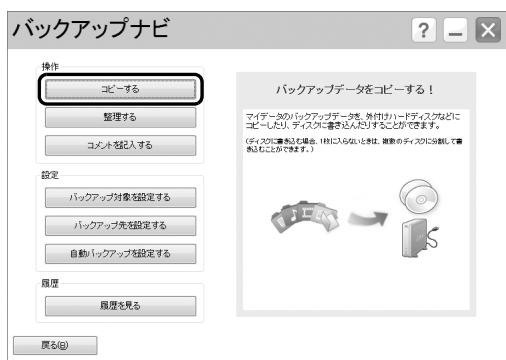 バックアップナビ
?
操作
コピーする
整理する
コメントを記入する
設定
バックアップ対象を設定する
バックアップ先を設定する
自動バックアップを設定する
履歴
履歴を見る
戻る(B)
バックアップデータをコピーする!
マイデータのバックアップデータを、外付けハードディスクなどに
コピーしたり、ディスクに書き込んだりすることができます。
(ディスクに書き込む場合、1枚に入らないときは、複数のディスクに分割して書
き込むことができます。)